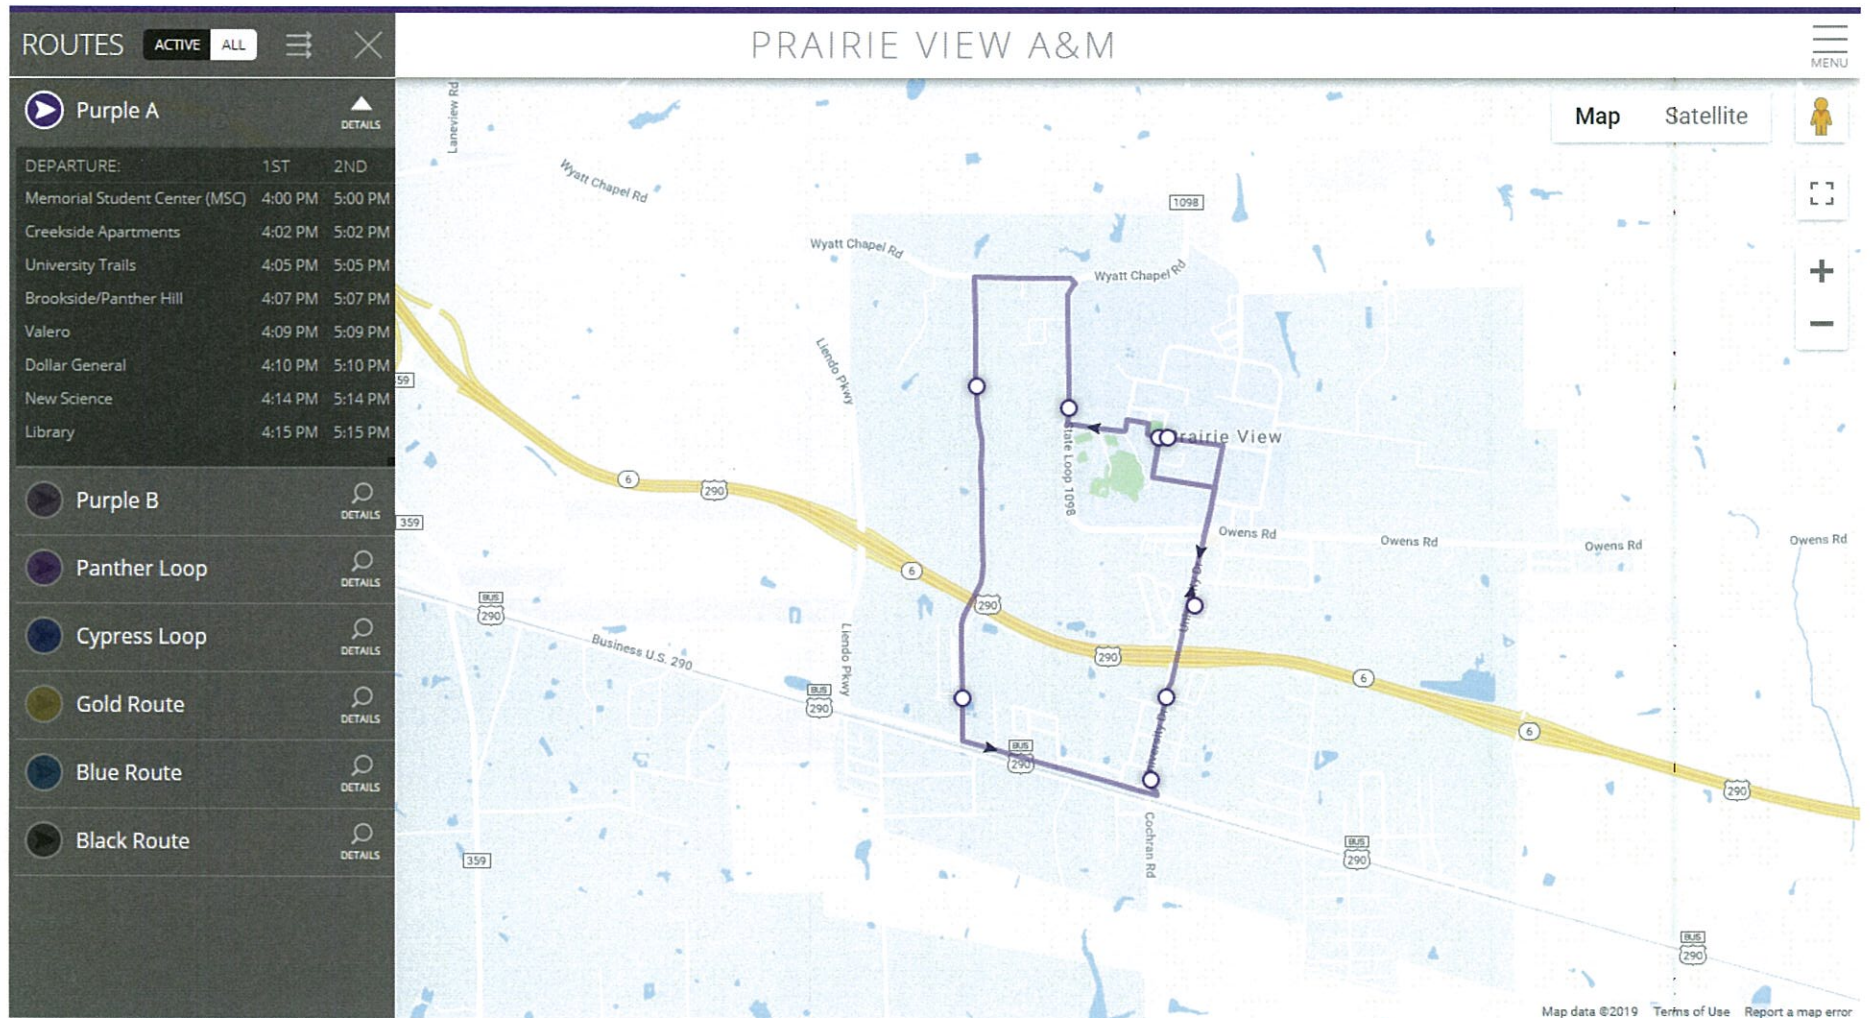 ROUTES ACTIVE ALL
PRAIRIE VIEW A&M
MENU
Purple A
DETAILS
DEPARTURE: 1ST 2ND
Memorial Student Center (MSC) 4:00 PM 5:00 PM
Creekside Apartments 4:02 PM 5:02 PM
University Trails 4:05 PM 5:05 PM
Brookside/Panther Hill 4:07 PM 5:07 PM
Valero 4:09 PM 5:09 PM
Dollar General 4:10 PM 5:10 PM
New Science 4:14 PM 5:14 PM
Library 4:15 PM 5:15 PM
Purple B
DETAILS
Panther Loop
DETAILS
Cypress Loop
DETAILS
Gold Route
DETAILS
Blue Route
DETAILS
Black Route
DETAILS
Map Satellite
Laneview Rd
Wyatt Chapel Rd
1098
Wyatt Chapel Rd
Wyatt Chapel Rd
Liendo Pkwy
59
rairie View
tate Loop 1098
6
290
359
Owens Rd
Owens Rd
Owens Rd
Owens Rd
6
290
BUS
290
Business U.S. 290
Liendo Pkwy
290
6
BUS
290
6
BUS
290
290
Cochran Rd
359
BUS
290
BUS
290
Map data ©2019 Terms of Use Report a map error